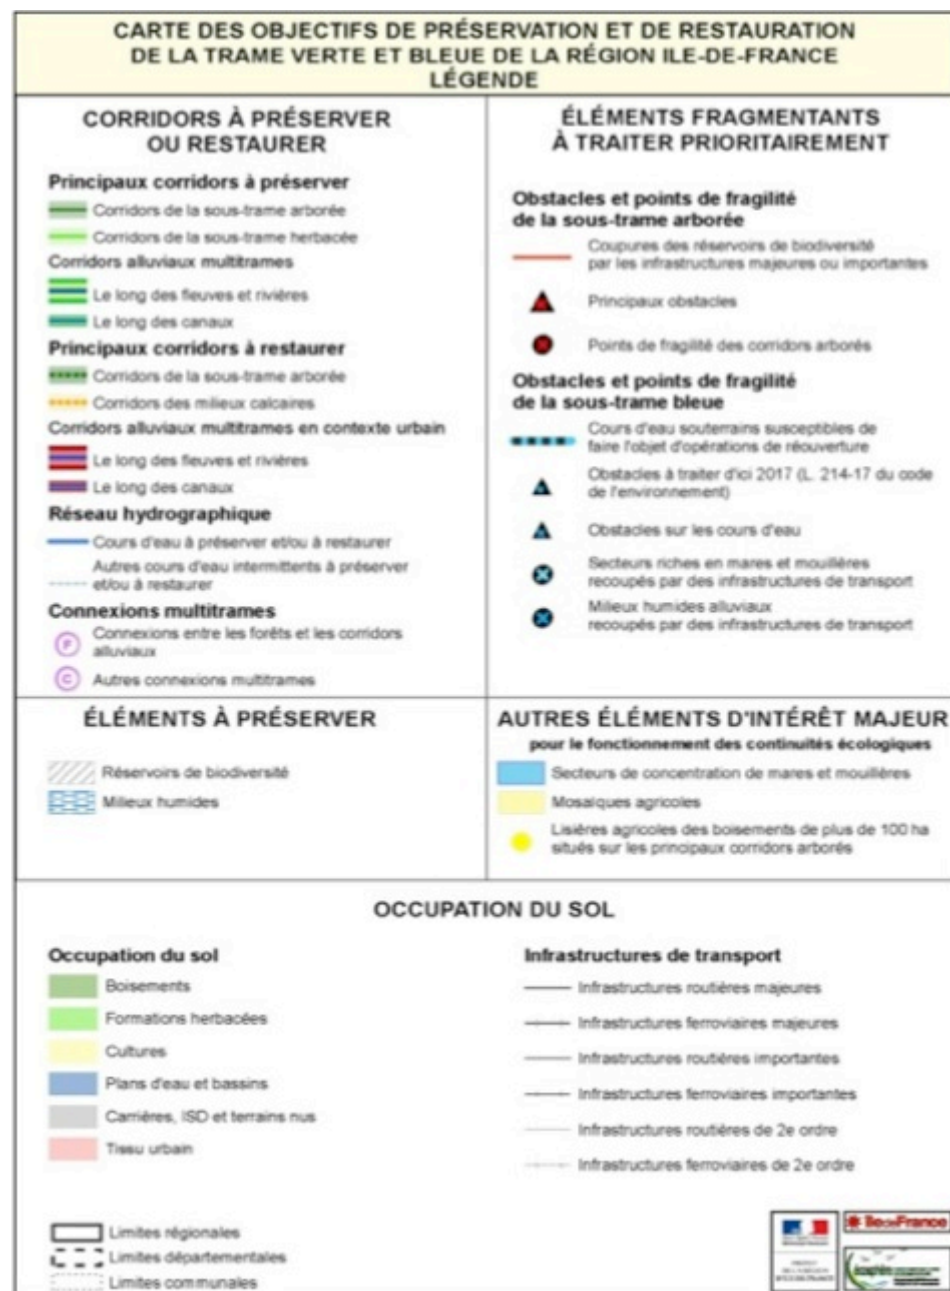 CARTE DES OBJECTIFS DE PRÉSERVATION ET DE RESTAURATION
DE LA TRAME VERTE ET BLEUE DE LA RÉGION ILE-DE-FRANCE
LÉGENDE
CORRIDORS À PRÉSERVER
OU RESTAURER
Principaux corridors à préserver
Corridors de la sous-trame arborée
Corridors de la sous-trame herbacée
Corridors alluviaux multitrames
Le long des fleuves et rivières
Le long des canaux
Principaux corridors à restaurer
Corridors de la sous-trame arborée
Corridors des milieux calcaires
Corridors alluviaux multitrames en contexte urbain
Le long des fleuves et rivières
Le long des canaux
Réseau hydrographique
Cours d'eau à préserver et/ou à restaurer
Autres cours d'eau intermittents à préserver
et/ou à restaurer
Connexions multitrames
F
Connexions entre les forêts et les corridors
alluviaux
C
Autres connexions multitrames
ÉLÉMENTS FRAGMENTANTS
À TRAITER PRIORITAIREMENT
Obstacles et points de fragilité
de la sous-trame arborée
Coupures des réservoirs de biodiversité
par les infrastructures majeures ou importantes
Principaux obstacles
Points de fragilité des corridors arborés
Obstacles et points de fragilité
de la sous-trame bleue
Cours d'eau souterrains susceptibles de
faire l'objet d'opérations de réouverture
Obstacles à traiter d'ici 2017 (L. 214-17 du code
de l'environnement)
Obstacles sur les cours d'eau
Secteurs riches en mares et mouillères
recoupés par des infrastructures de transport
Milieux humides alluviaux
recoupés par des infrastructures de transport
ÉLÉMENTS À PRÉSERVER
Réservoirs de biodiversité
Milieux humides
AUTRES ÉLÉMENTS D'INTÉRÊT MAJEUR
pour le fonctionnement des continuités écologiques
Secteurs de concentration de mares et mouillères
Mosaïques agricoles
Lisières agricoles des boisements de plus de 100 ha
situés sur les principaux corridors arborés
OCCUPATION DU SOL
Occupation du sol
Boisements
Formations herbacées
Cultures
Plans d'eau et bassins
Carrières, ISD et terrains nus
Tissu urbain
Infrastructures de transport
Infrastructures routières majeures
Infrastructures ferroviaires majeures
Infrastructures routières importantes
Infrastructures ferroviaires importantes
Infrastructures routières de 2e ordre
Infrastructures ferroviaires de 2e ordre
Limites régionales
Limites départementales
Limites communales
île de France